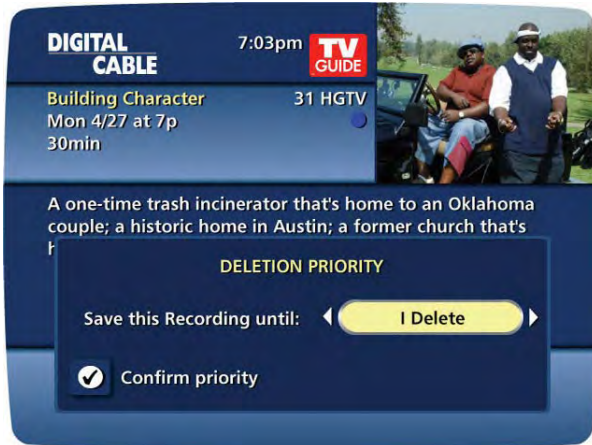 DIGITAL
CABLE
7:03pm
TV
GUIDE
Building Character
31 HGTV
Mon 4/27 at 7p
30min
A one-time trash incinerator that's home to an Oklahoma
couple; a historic home in Austin; a former church that's
DELETION PRIORITY
Save this Recording until:
I Delete
Confirm priority